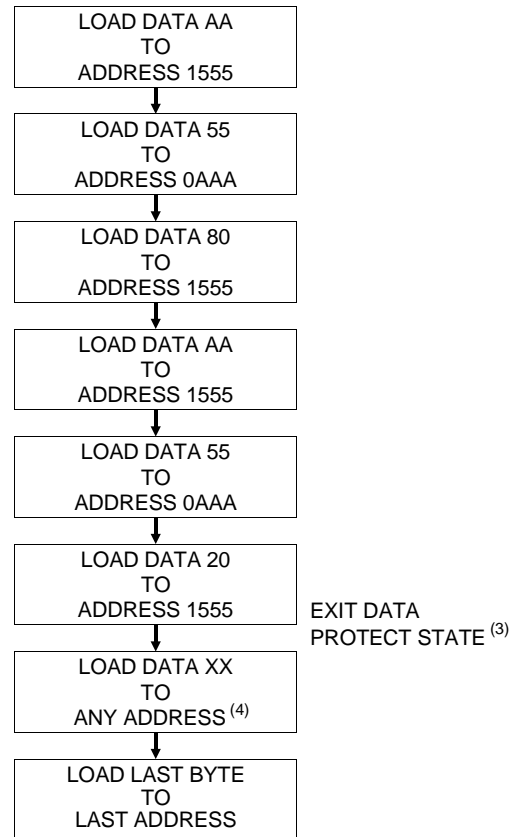 LOAD DATA AA
TO
ADDRESS 1555
LOAD DATA 55
TO
ADDRESS 0AAA
LOAD DATA 80
TO
ADDRESS 1555
LOAD DATA AA
TO
ADDRESS 1555
LOAD DATA 55
TO
ADDRESS 0AAA
LOAD DATA 20
TO
ADDRESS 1555
EXIT DATA
PROTECT STATE (3)
LOAD DATA XX
TO
ANY ADDRESS (4)
LOAD LAST BYTE
TO
LAST ADDRESS